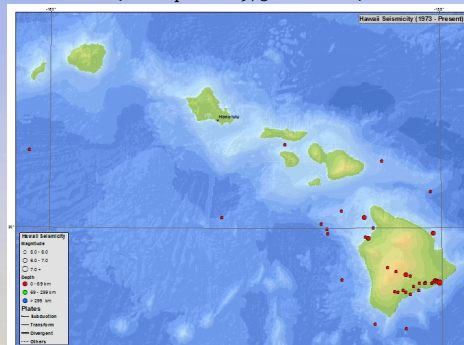 Hawaii Seismicity (1973 - Present)
Honolulu
Hawaii Seismicity
Magnitude
5.0 - 6.0
6.0 - 7.0
7.0 +
Depth
0 - 69 km
69 - 299 km
> 299 km
Plates
Subduction
Transform
Divergent
Others